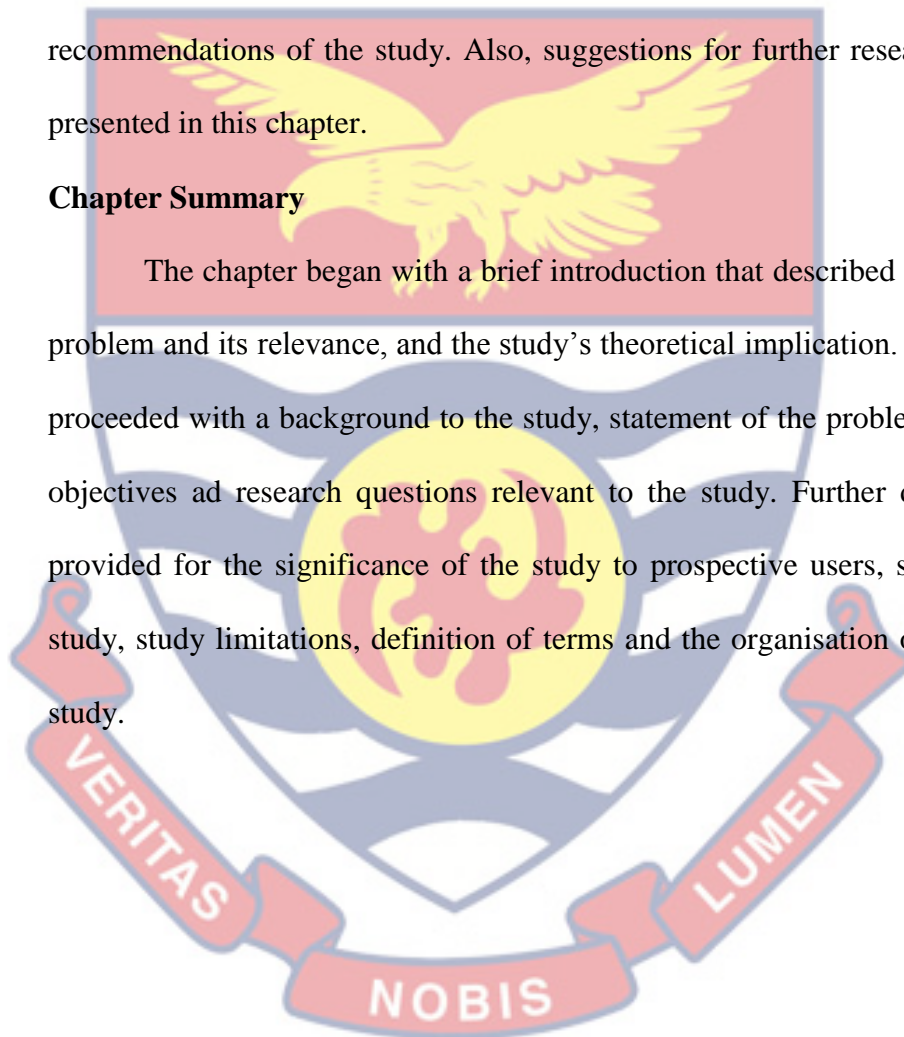 recommendations of the study. Also, suggestions for further
presented in this chapter.
Chapter Summary
The chapter began with a brief introduction that described
problem and its relevance, and the study’s theoretical implication.
proceeded with a background to the study, statement of the
objectives ad research questions relevant to the study. Further
provided for the significance of the study to prospective users,
study, study limitations, definition of terms and the organisation
study.
VERITAS
NOBIS
LUMEN